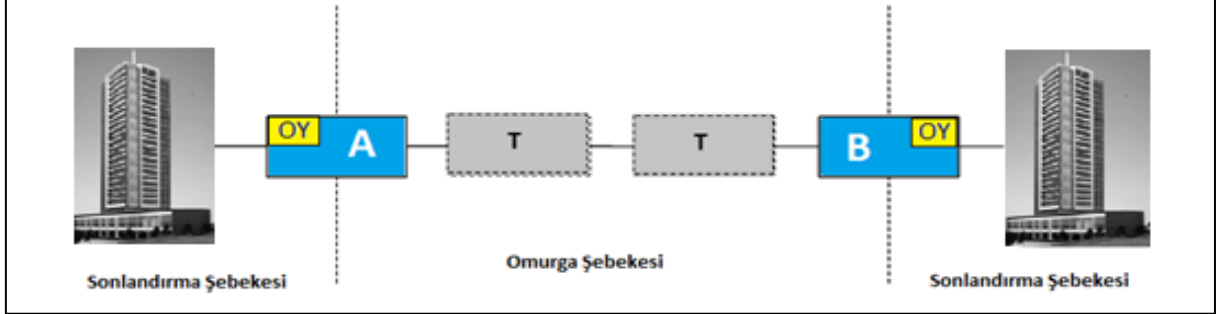 OY
A
T
T
B
OY
Omurga Şebekesi
Sonlandırma Şebekesi
Sonlandırma Şebekesi